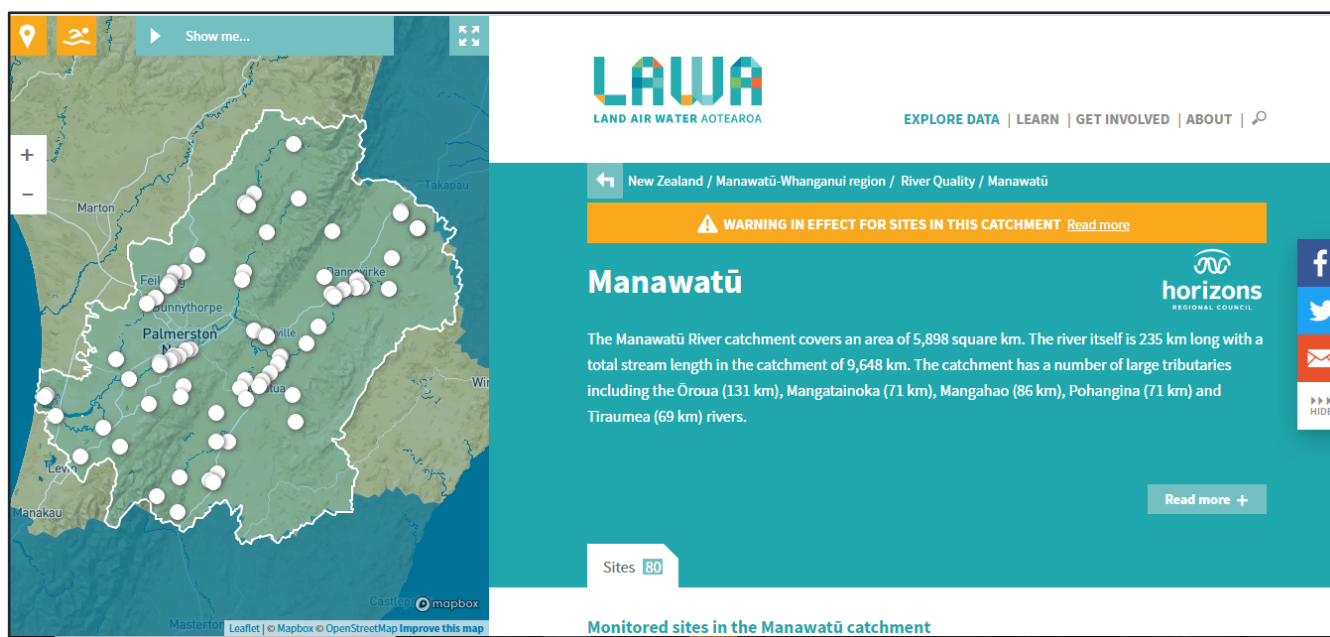 Show me...
+
−
Takapau
Marton
Dannevirke
Bunnythorpe
Palmerston
Manakau
mapbox
Masterton
Leaflet | © Mapbox © OpenStreetMap Improve this map
LAWA
LAND AIR WATER AOTEAROA
EXPLORE DATA | LEARN | GET INVOLVED | ABOUT |
New Zealand / Manawatū-Whanganui region / River Quality / Manawatū
WARNING IN EFFECT FOR SITES IN THIS CATCHMENT Read more
Manawatū
horizons
REGIONAL COUNCIL
The Manawatū River catchment covers an area of 5,898 square km. The river itself is 235 km long with a
total stream length in the catchment of 9,648 km. The catchment has a number of large tributaries
including the Ōroua (131 km), Mangatainoka (71 km), Mangahao (86 km), Pohangina (71 km) and
Tiraumea (69 km) rivers.
Read more +
Sites 80
Monitored sites in the Manawatū catchment
HIDE